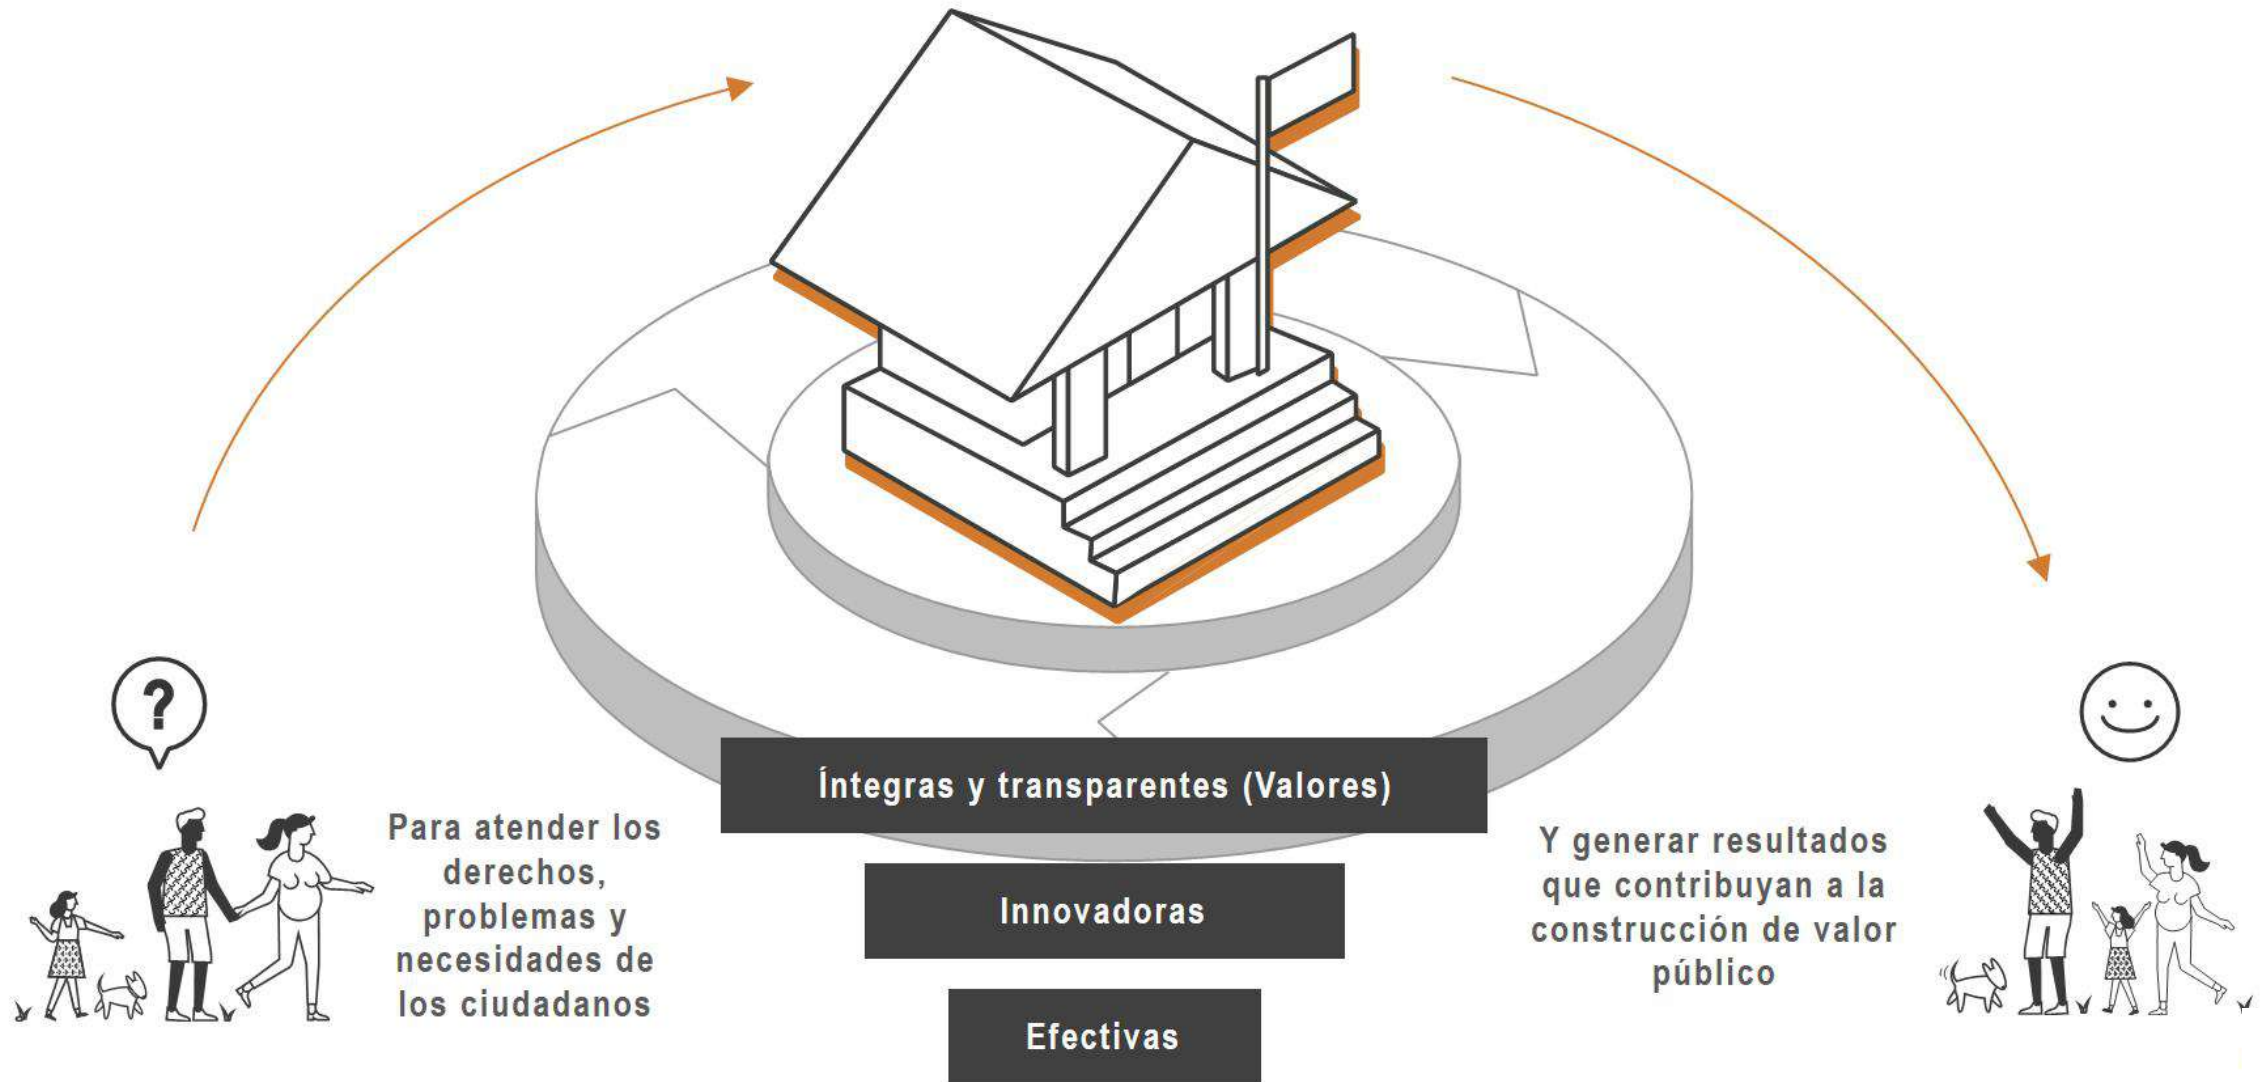 ?
Para atender los
derechos,
problemas y
necesidades de
los ciudadanos
Íntegras y transparentes (Valores)
Innovadoras
Efectivas
Y generar resultados
que contribuyan a la
construcción de valor
público